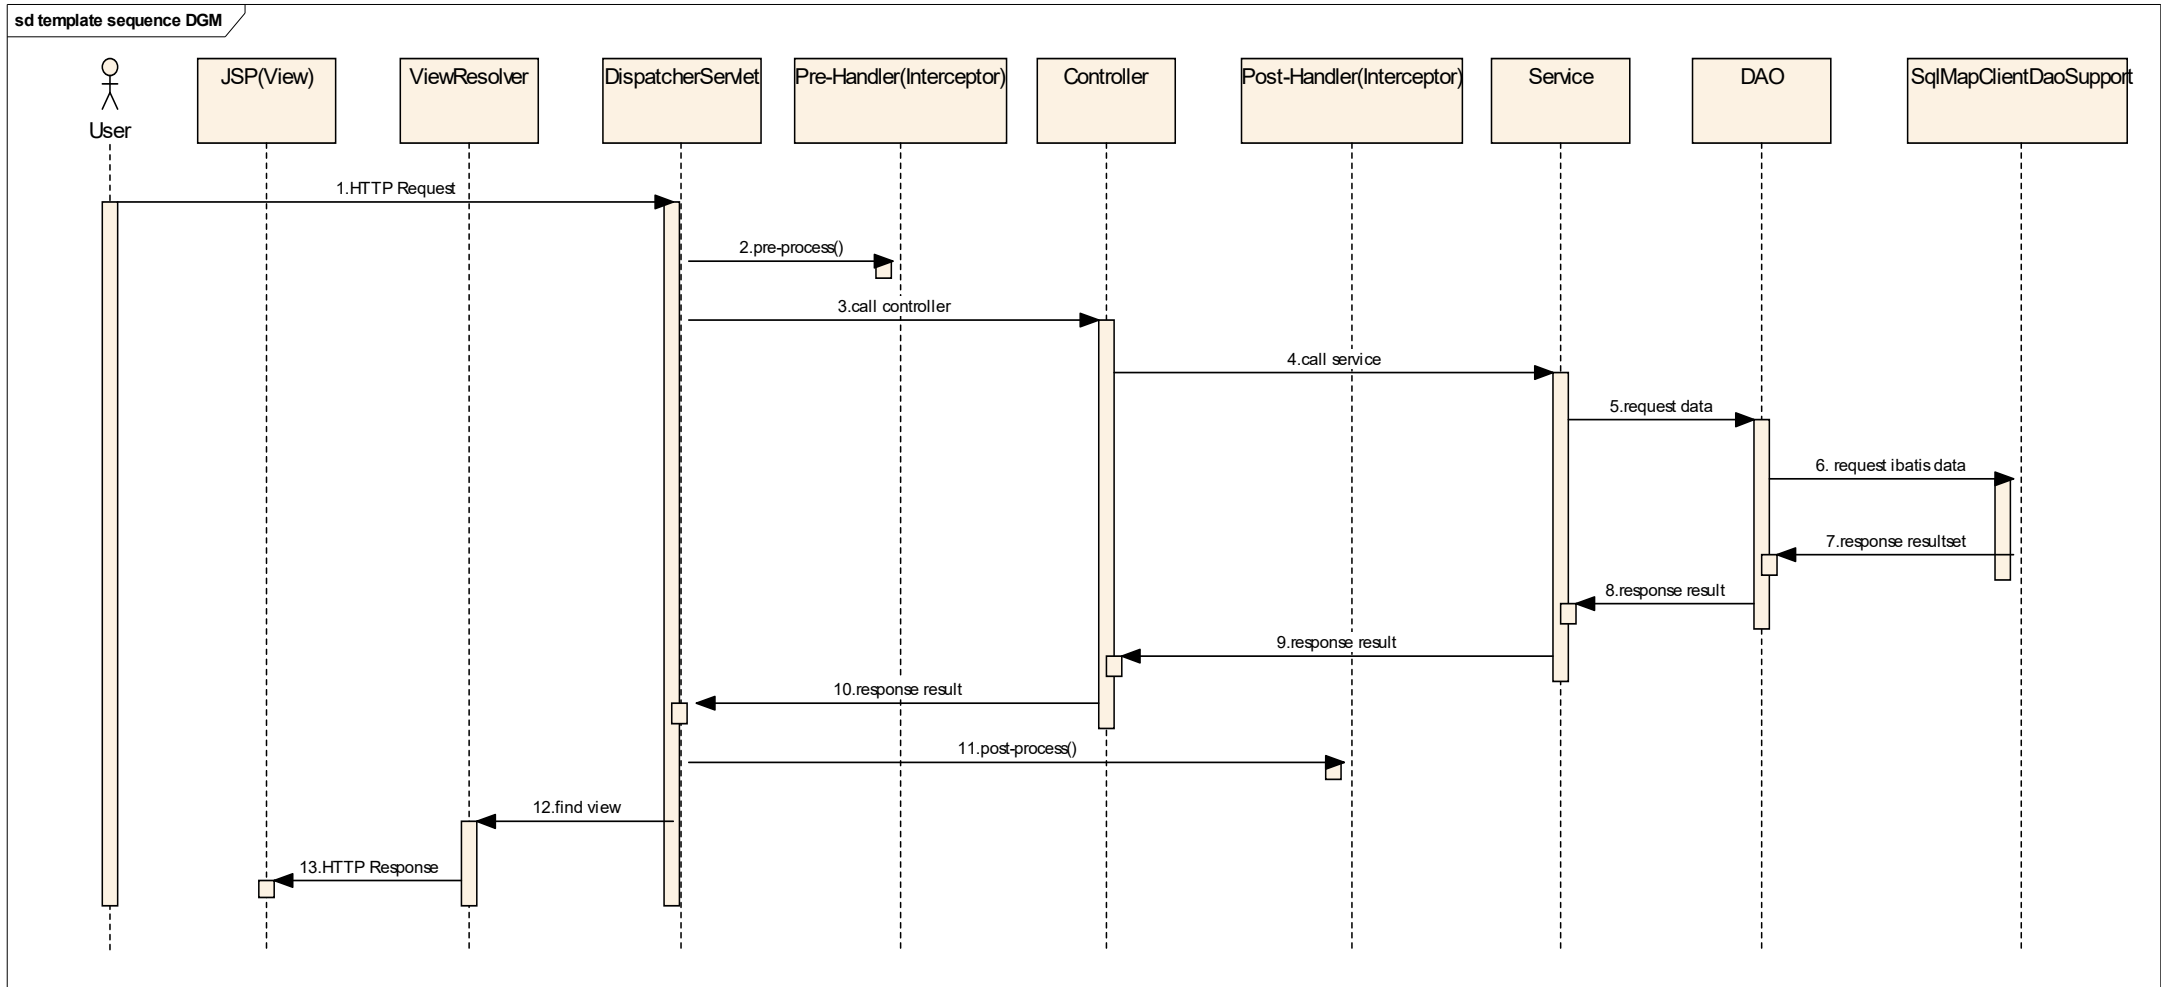 sd template sequence DGM
User
JSP(View)
ViewResolver
DispatcherServlet
Pre-Handler(Interceptor)
Controller
Post-Handler(Interceptor)
Service
DAO
SqlMapClientDaoSupport
1.HTTP Request
2.pre-process()
3.call controller
4.call service
5.request data
6. request ibatis data
7.response resultset
8.response result
9.response result
10.response result
11.post-process()
12.find view
13.HTTP Response